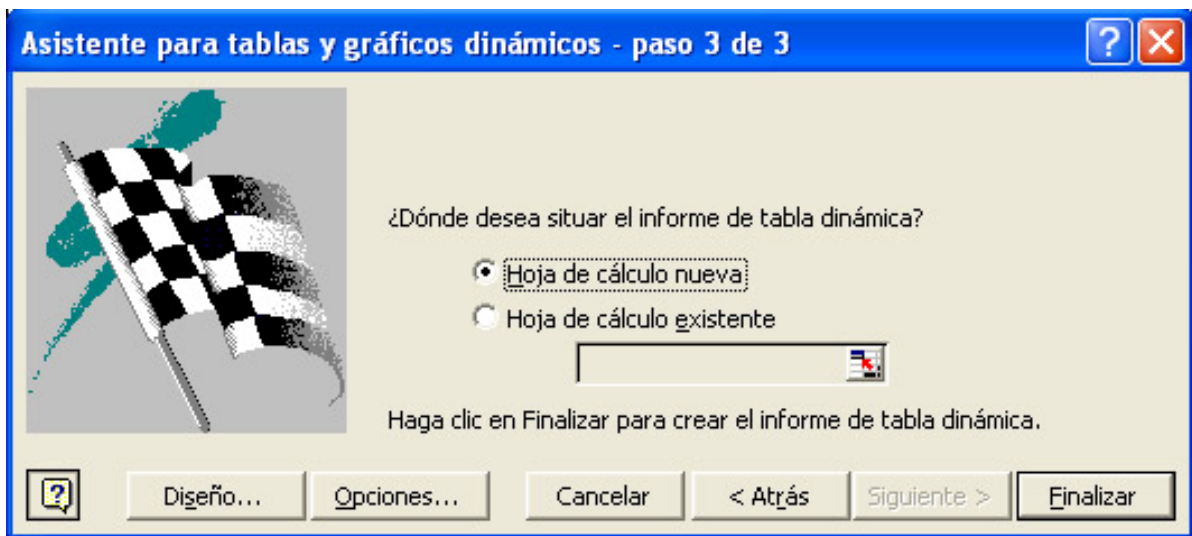 Asistente para tablas y gráficos dinámicos - paso 3 de 3
¿Dónde desea situar el informe de tabla dinámica?
Hoja de cálculo nueva
Hoja de cálculo existente
Haga clic en Finalizar para crear el informe de tabla dinámica.
Diseño... Opciones... Cancelar < Atrás Siguiente > Finalizar